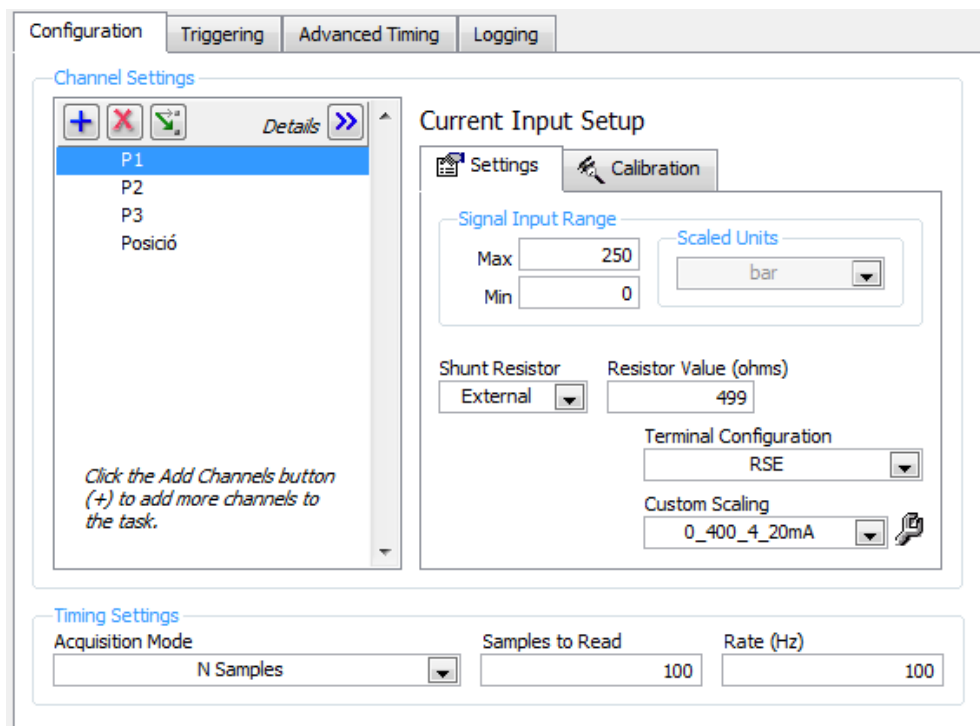 Configuration
Triggering
Advanced Timing
Logging
Channel Settings
Details
P1
P2
P3
Posició
Click the Add Channels button
(+) to add more channels to
the task.
Current Input Setup
Settings
Calibration
Signal Input Range
Max 250
Min 0
Scaled Units
bar
Shunt Resistor
External
Resistor Value (ohms)
499
Terminal Configuration
RSE
Custom Scaling
0_400_4_20mA
Timing Settings
Acquisition Mode
N Samples
Samples to Read
100
Rate (Hz)
100